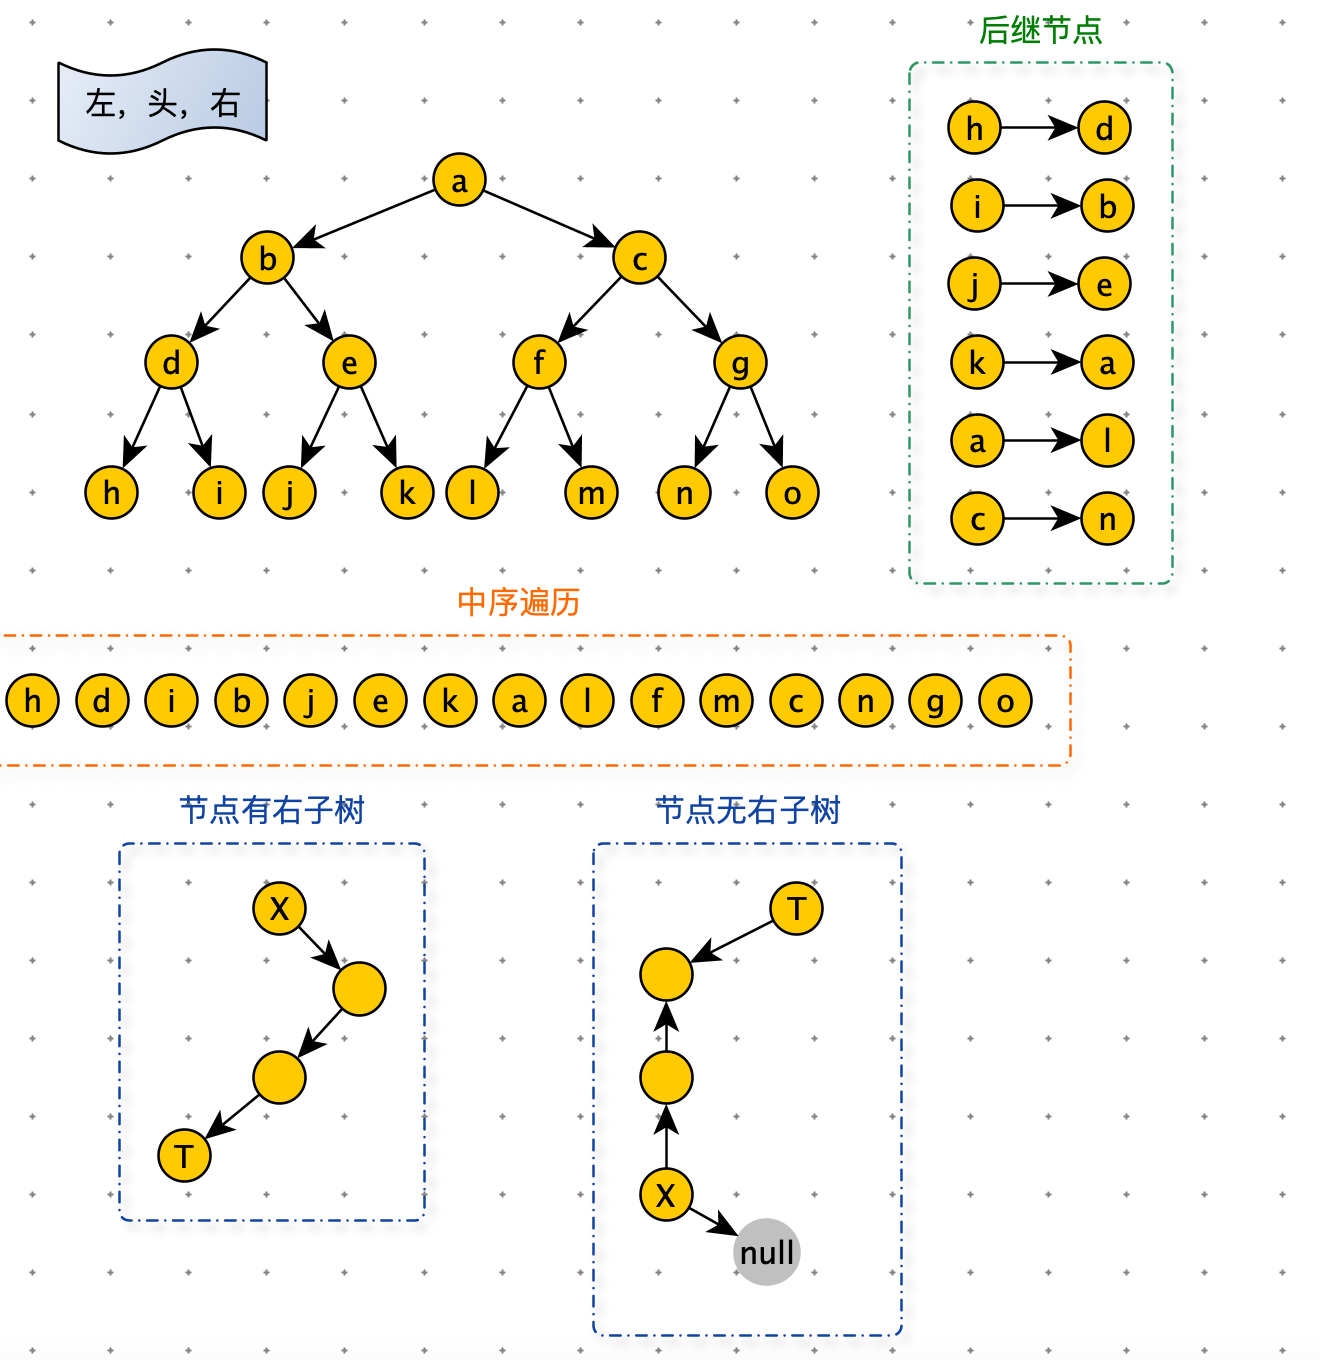 后继节点
左，头，右
h d
i b
j e
k a
a l
c n
a
b c
d e f g
h i j k l m n o
中序遍历
h d i b j e k a l f m c n g o
节点有右子树
节点无右子树
X
T
T
X
null